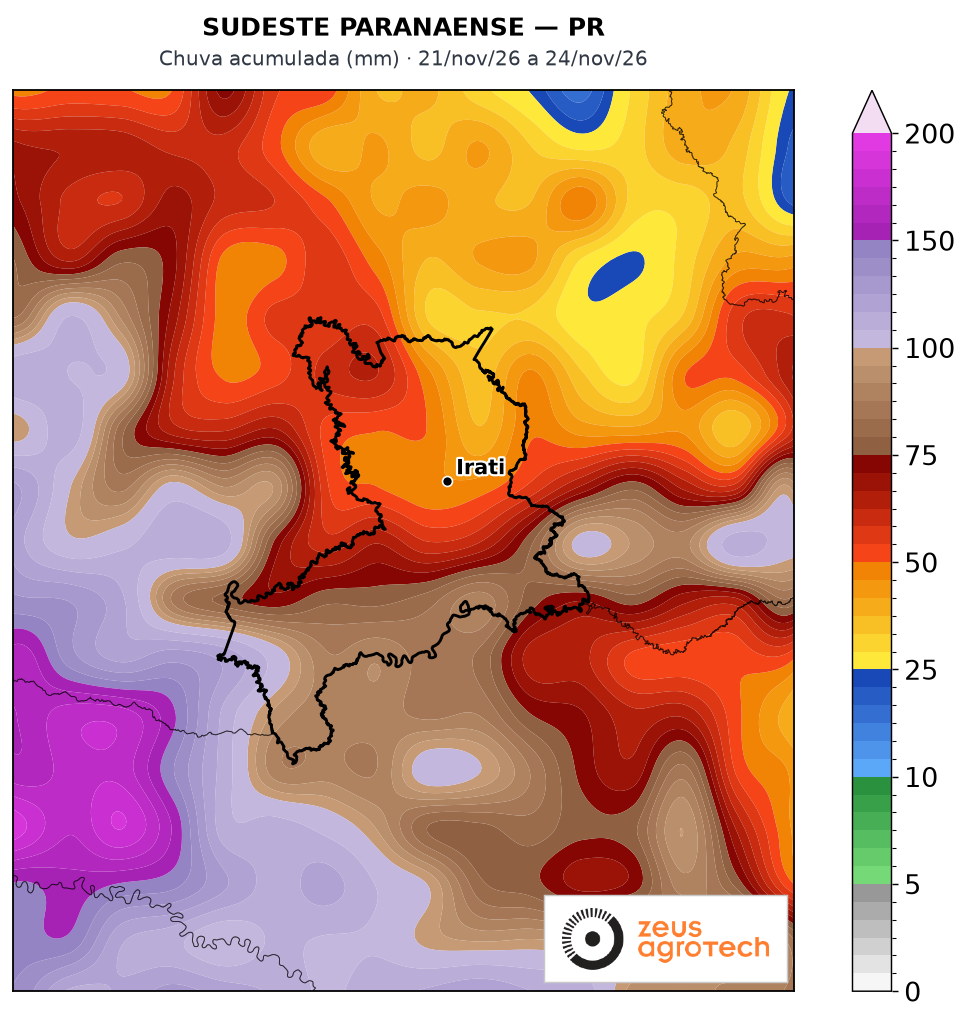 SUDESTE PARANAENSE — PR
Chuva acumulada (mm) · 21/nov/26 a 24/nov/26
200
150
100
75
50
25
10
5
0
Irati
zeus
agrotech